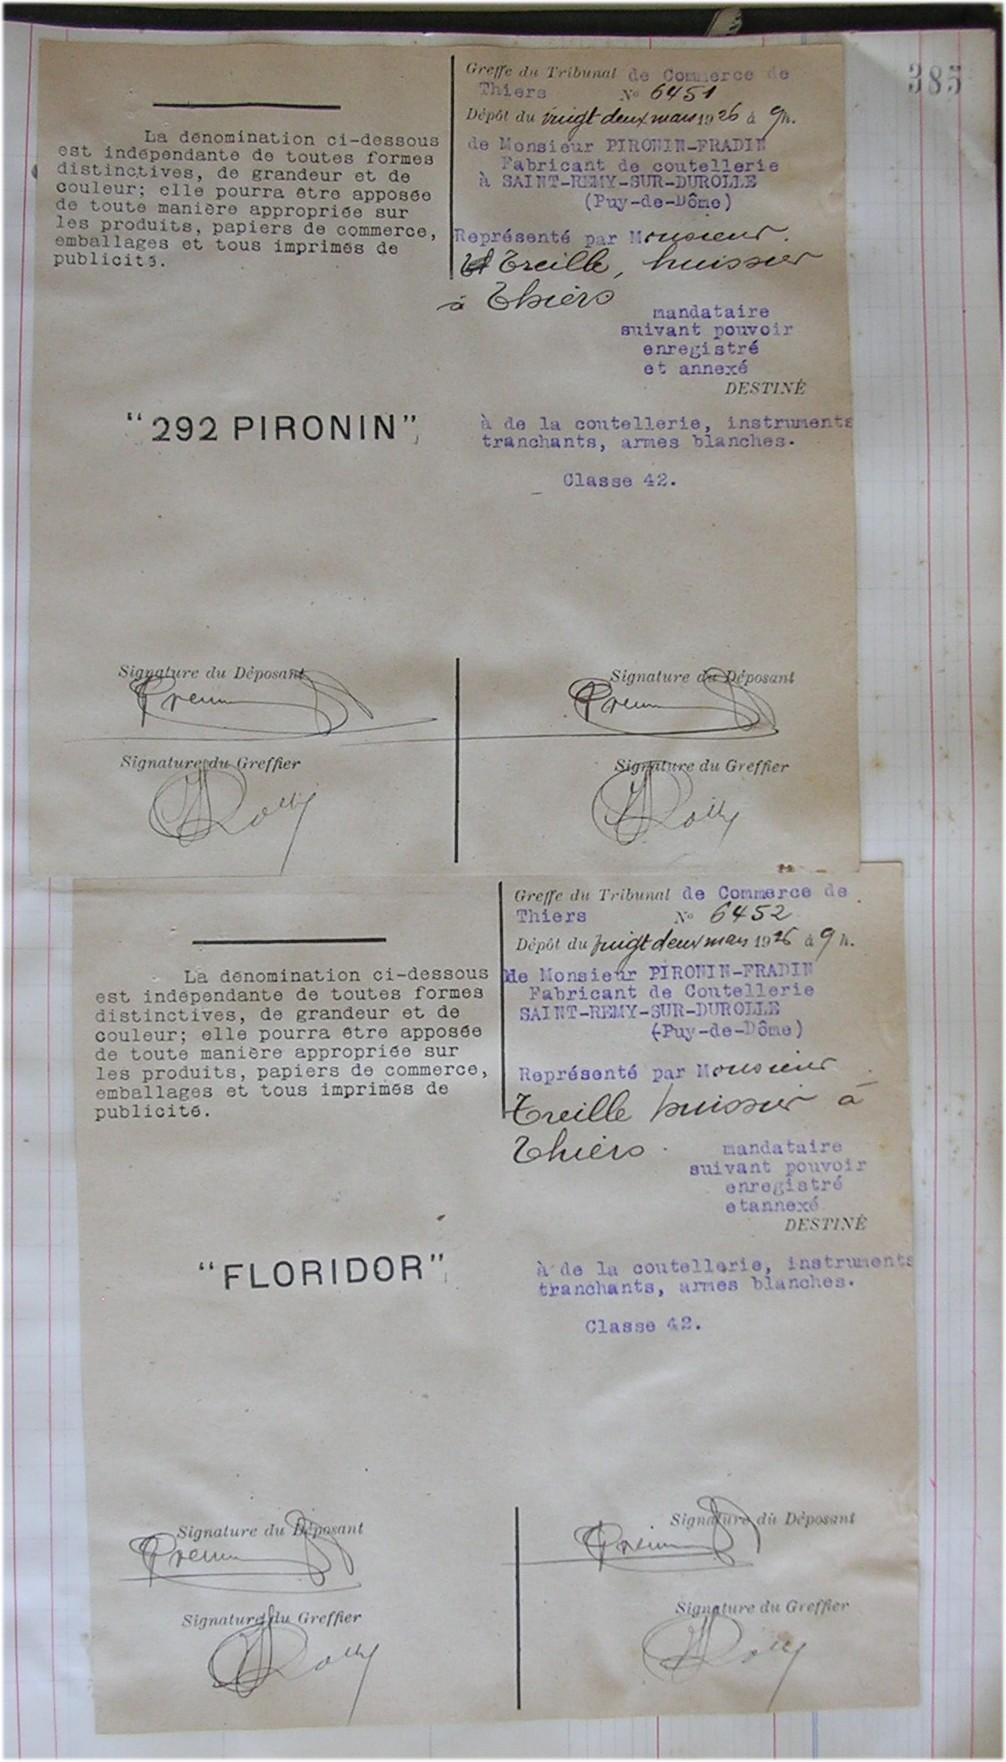 385
Greffe du Tribunal de Commerce de
Thiers N° 6451
Dépôt du vingt deux mars 1926 à 9 h.
de Monsieur PIRONIN-FRADIN
Fabricant de coutellerie
à SAINT-REMY-SUR-DUROLLE
(Puy-de-Dôme)
Représenté par Monsieur.
Treille, huissier
à Thiers
mandataire
suivant pouvoir
enregistré
et annexé
DESTINÉ
à de la coutellerie, instruments
tranchants, armes blanches.
Classe 42.
La dénomination ci-dessous
est indépendante de toutes formes
distinctives, de grandeur et de
couleur; elle pourra être apposée
de toute manière appropriée sur
les produits, papiers de commerce,
emballages et tous imprimés de
publicité.
"292 PIRONIN"
Signature du Déposant
Signature du Déposant
Signature du Greffier
Signature du Greffier
Greffe du Tribunal de Commerce de
Thiers N° 6452
Dépôt du vingt deux mars 1926 à 9 h.
de Monsieur PIRONIN-FRADIN
Fabricant de Coutellerie
SAINT-REMY-SUR-DUROLLE
(Puy-de-Dôme)
Représenté par Monsieur
Treille huissier à
Thiers.
mandataire
suivant pouvoir
enregistré
etannexé
DESTINÉ
à de la coutellerie, instruments
tranchants, armes blanches.
Classe 42.
La dénomination ci-dessous
est indépendante de toutes formes
distinctives, de grandeur et de
couleur; elle pourra être apposée
de toute manière appropriée sur
les produits, papiers de commerce,
emballages et tous imprimés de
publicité.
"FLORIDOR"
Signature du Déposant
Signature du Déposant
Signature du Greffier
Signature du Greffier